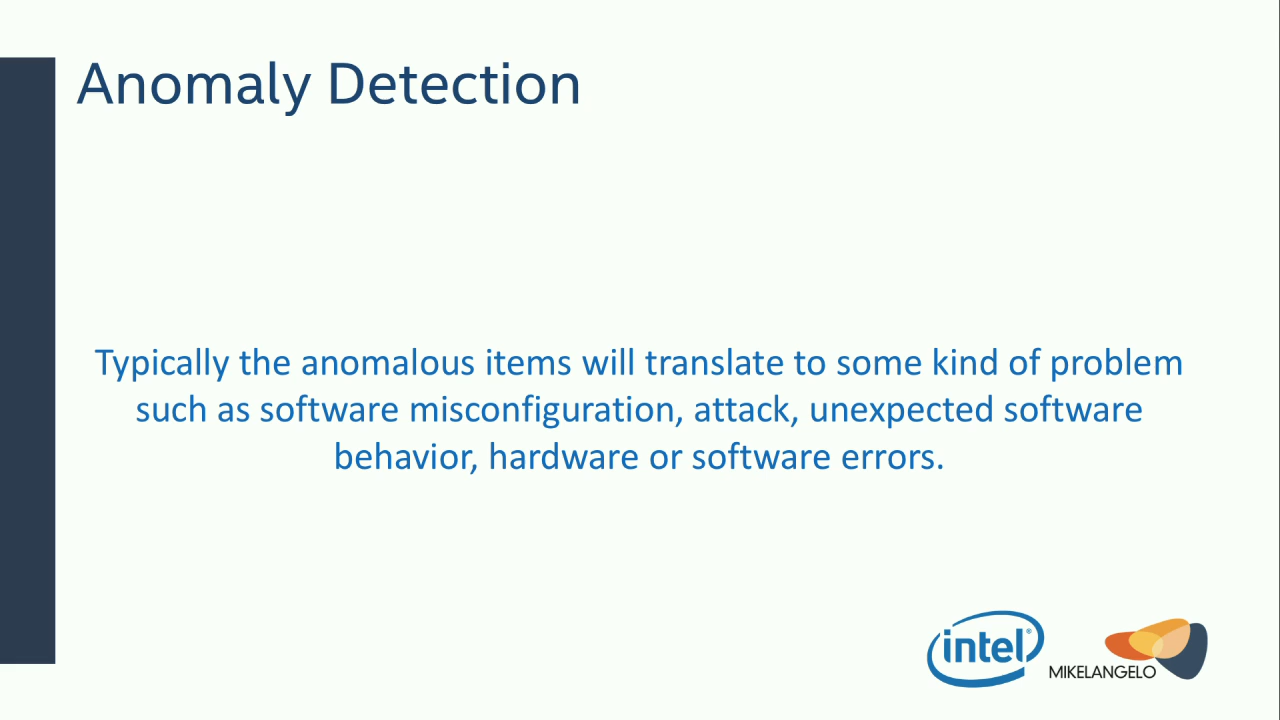 Anomaly Detection
Typically the anomalous items will translate to some kind of problem
such as software misconfiguration, attack, unexpected software
behavior, hardware or software errors.
intel®
MIKELANGELO